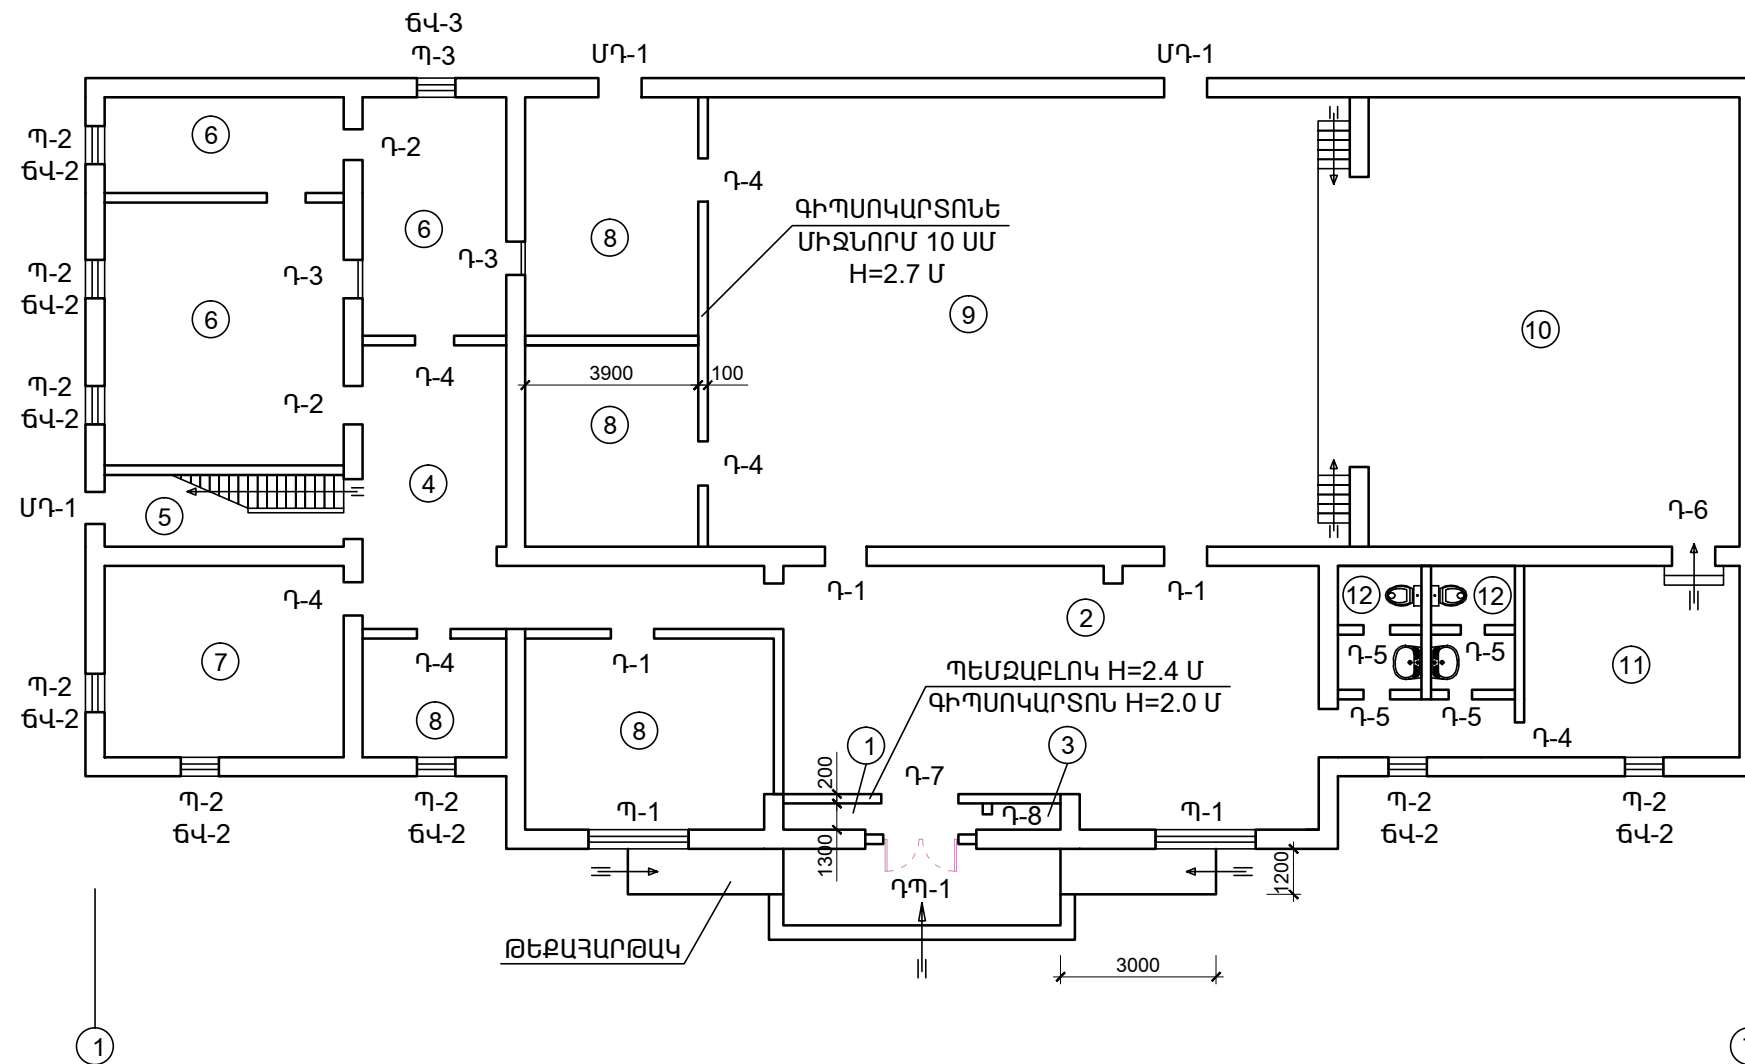 ճՎ-3
Պ-3
ՄԴ-1
ՄԴ-1
6
Պ-2
ճՎ-2
Դ-2
Դ-4
ԳԻՊՍՈԿԱՐՏՈՆԵ
ՄԻՋՆՈՐՄ 10 ՍՄ
H=2.7 Մ
6
8
Դ-3
Դ-3
Պ-2
ճՎ-2
6
9
10
Դ-4
3900
100
Պ-2
ճՎ-2
Դ-2
8
Դ-4
4
5
ՄԴ-1
Դ-6
Դ-4
Դ-1
Դ-1
2
12
12
7
Դ-4
Դ-1
Դ-5
Դ-5
11
ՊԵՄԶԱԲԼՈԿ H=2.4 Մ
ԳԻՊՍՈԿԱՐՏՈՆ H=2.0 Մ
Պ-2
ճՎ-2
8
8
1
3
Դ-5
Դ-5
Դ-4
200
Դ-7
Պ-2
ճՎ-2
Պ-2
ճՎ-2
Պ-1
Դ-8
Պ-1
Պ-2
ճՎ-2
Պ-2
ճՎ-2
1300
1200
ԴՊ-1
ԹԵՔԱՀԱՐԹԱԿ
3000
1